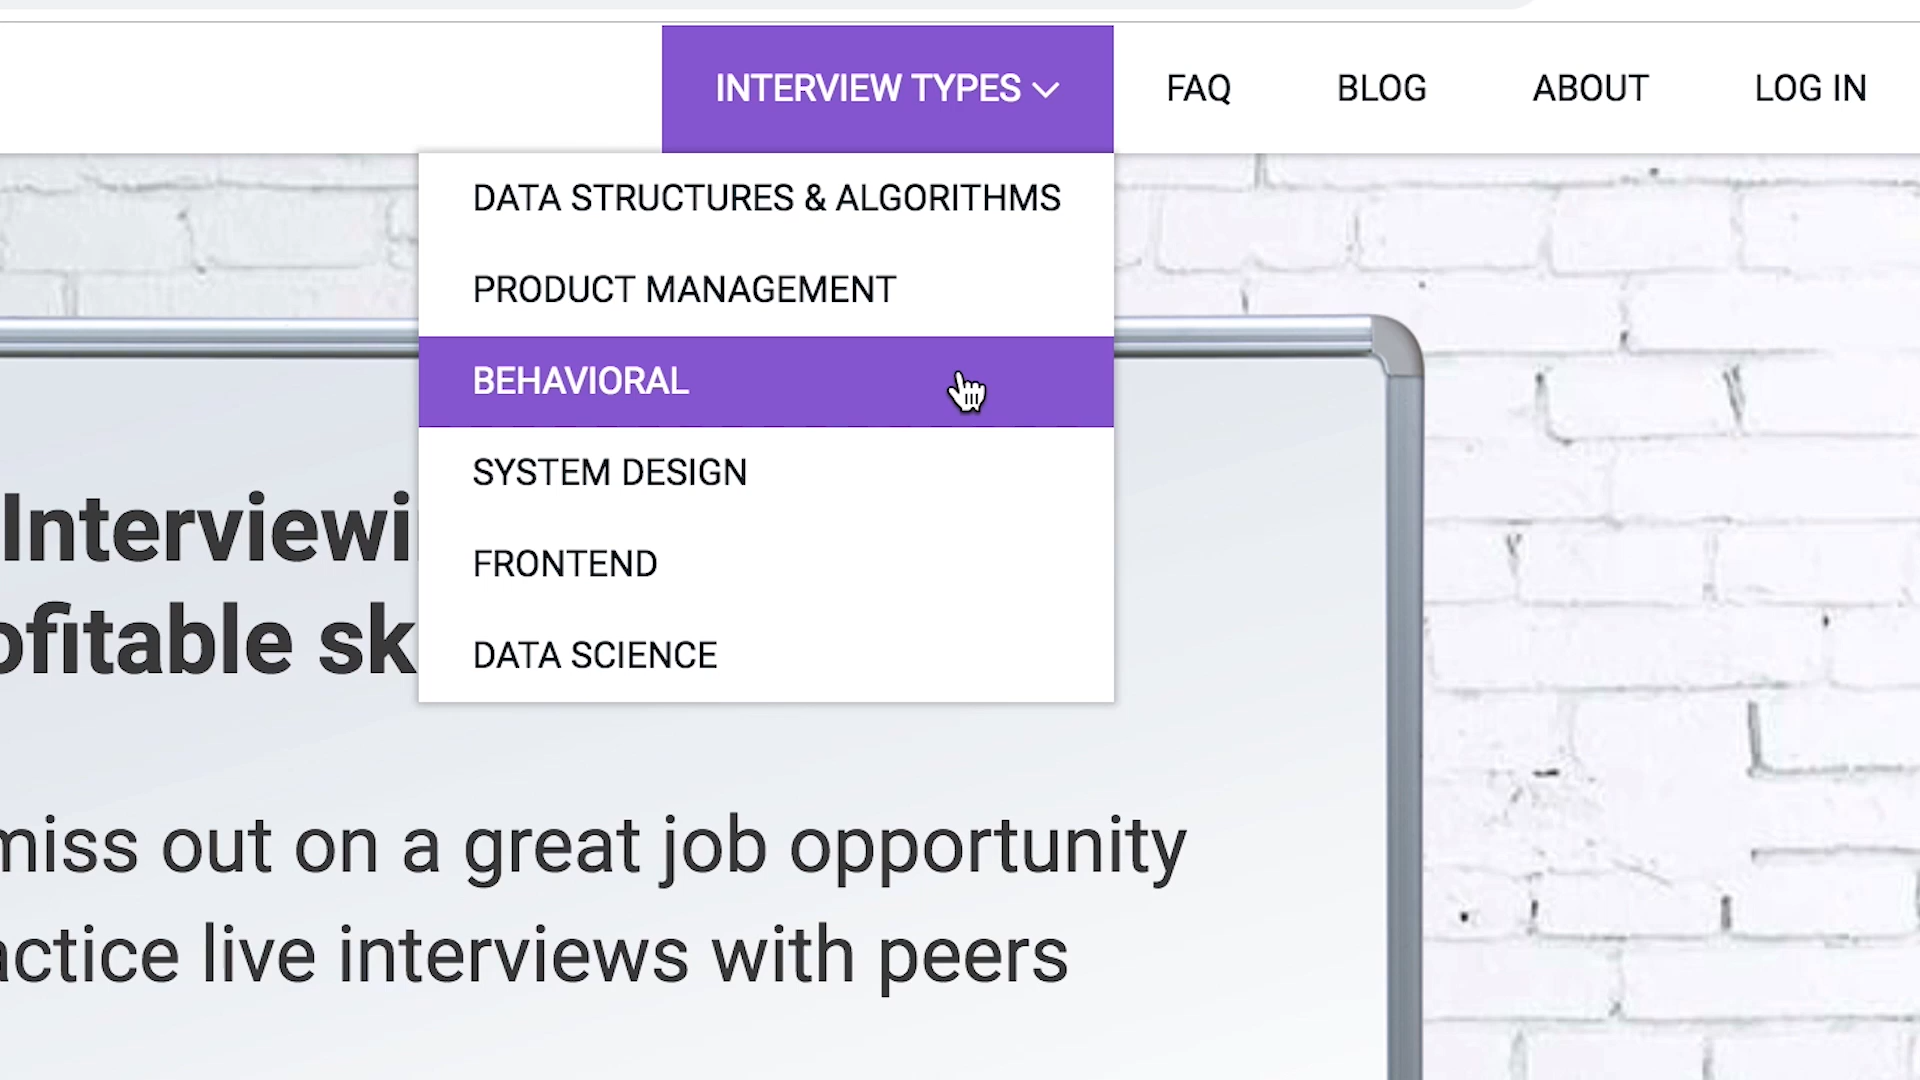 INTERVIEW TYPES FAQ BLOG ABOUT LOG IN
DATA STRUCTURES & ALGORITHMS
PRODUCT MANAGEMENT
BEHAVIORAL
SYSTEM DESIGN
FRONTEND
DATA SCIENCE
Interviewi
ofitable sk
miss out on a great job opportunity
actice live interviews with peers